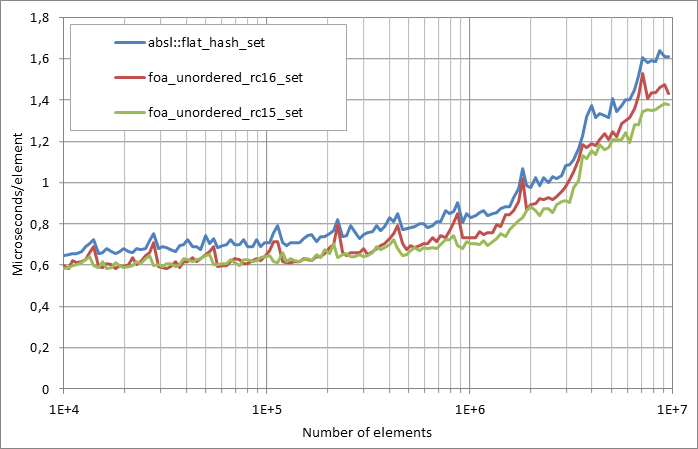 1,8
1,6
1,4
1,2
1
0,8
0,6
0,4
0,2
0
Microseconds/element
absl::flat_hash_set
foa_unordered_rc16_set
foa_unordered_rc15_set
1E+4
1E+5
1E+6
1E+7
Number of elements